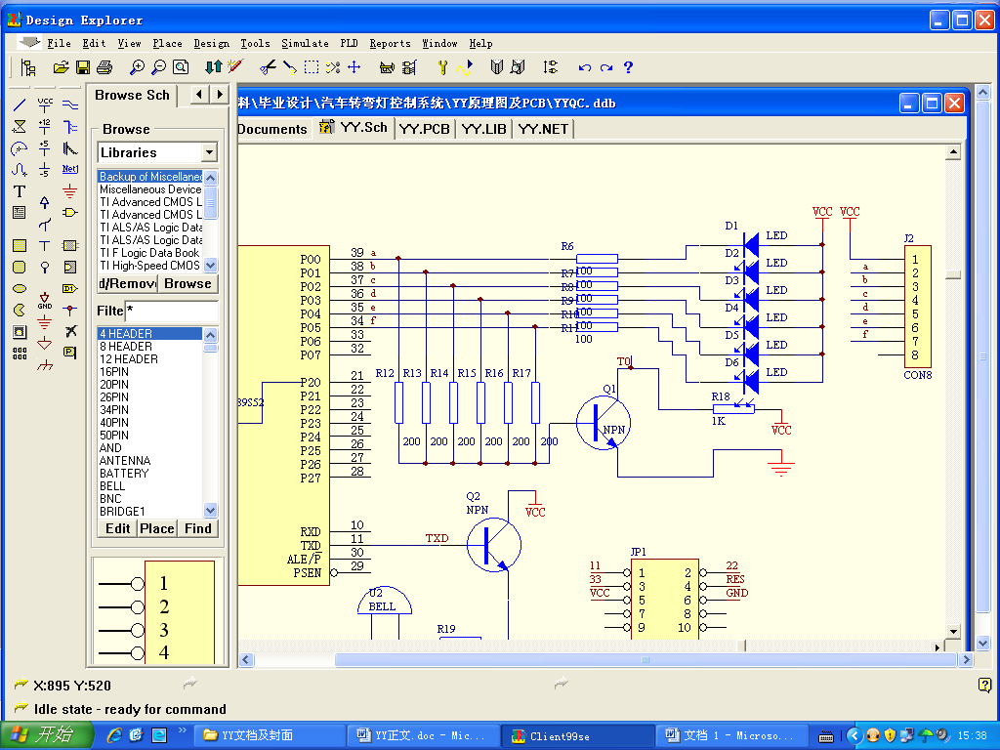 Design Explorer
File Edit View Place Design Tools Simulate PLD Reports Window Help
Browse Sch
料\毕业设计\汽车转弯灯控制系统\YY原理图及PCB\YYQC.ddb
Documents YY.Sch YY.PCB YY.LIB YY.NET
Browse
Libraries
Backup of Miscellaneo
Miscellaneous Device
TI Advanced CMOS L
TI Advanced CMOS L
TI ALS/AS Logic Data
TI ALS/AS Logic Data
TI F Logic Data Book
TI High-Speed CMOS
d/Remov Browse
Filte *
4 HEADER
8 HEADER
12 HEADER
16PIN
20PIN
26PIN
34PIN
40PIN
50PIN
AND
ANTENNA
BATTERY
BELL
BNC
BRIDGE1
Edit Place Find
1
2
3
4
VCC
+12
+5
-5
Net1
T
GND
D1
P00 39 a
P01 38 b
P02 37 c
P03 36 d
P04 35 e
P05 34 f
P06 33
P07 32
P20 21
P21 22
P22 23
P23 24
P24 25
P25 26
P26 27
P27 28
89S52
RXD 10
TXD 11 TXD
ALE/P 30
PSEN 29
R6
R7 100
R8 100
R9 100
R10 100
R11 100
100
R12 R13 R14 R15 R16 R17
200 200 200 200 200 200
D1 LED
D2 LED
D3 LED
D4 LED
D5 LED
D6 LED
VCC VCC
J2
1
a 2
b 3
c 4
d 5
e 6
f 7
8
CON8
T0
Q1
NPN
R18
1K
VCC
Q2
NPN
VCC
U2
BELL
R19
JP1
11 1 2 22
33 3 4 RES
VCC 5 6 GND
7 8
9 10
X:895 Y:520
Idle state - ready for command
开始 YY文档及封面 YY正文.doc - Mic... Client99se 文档 1 - Microso... 15:38